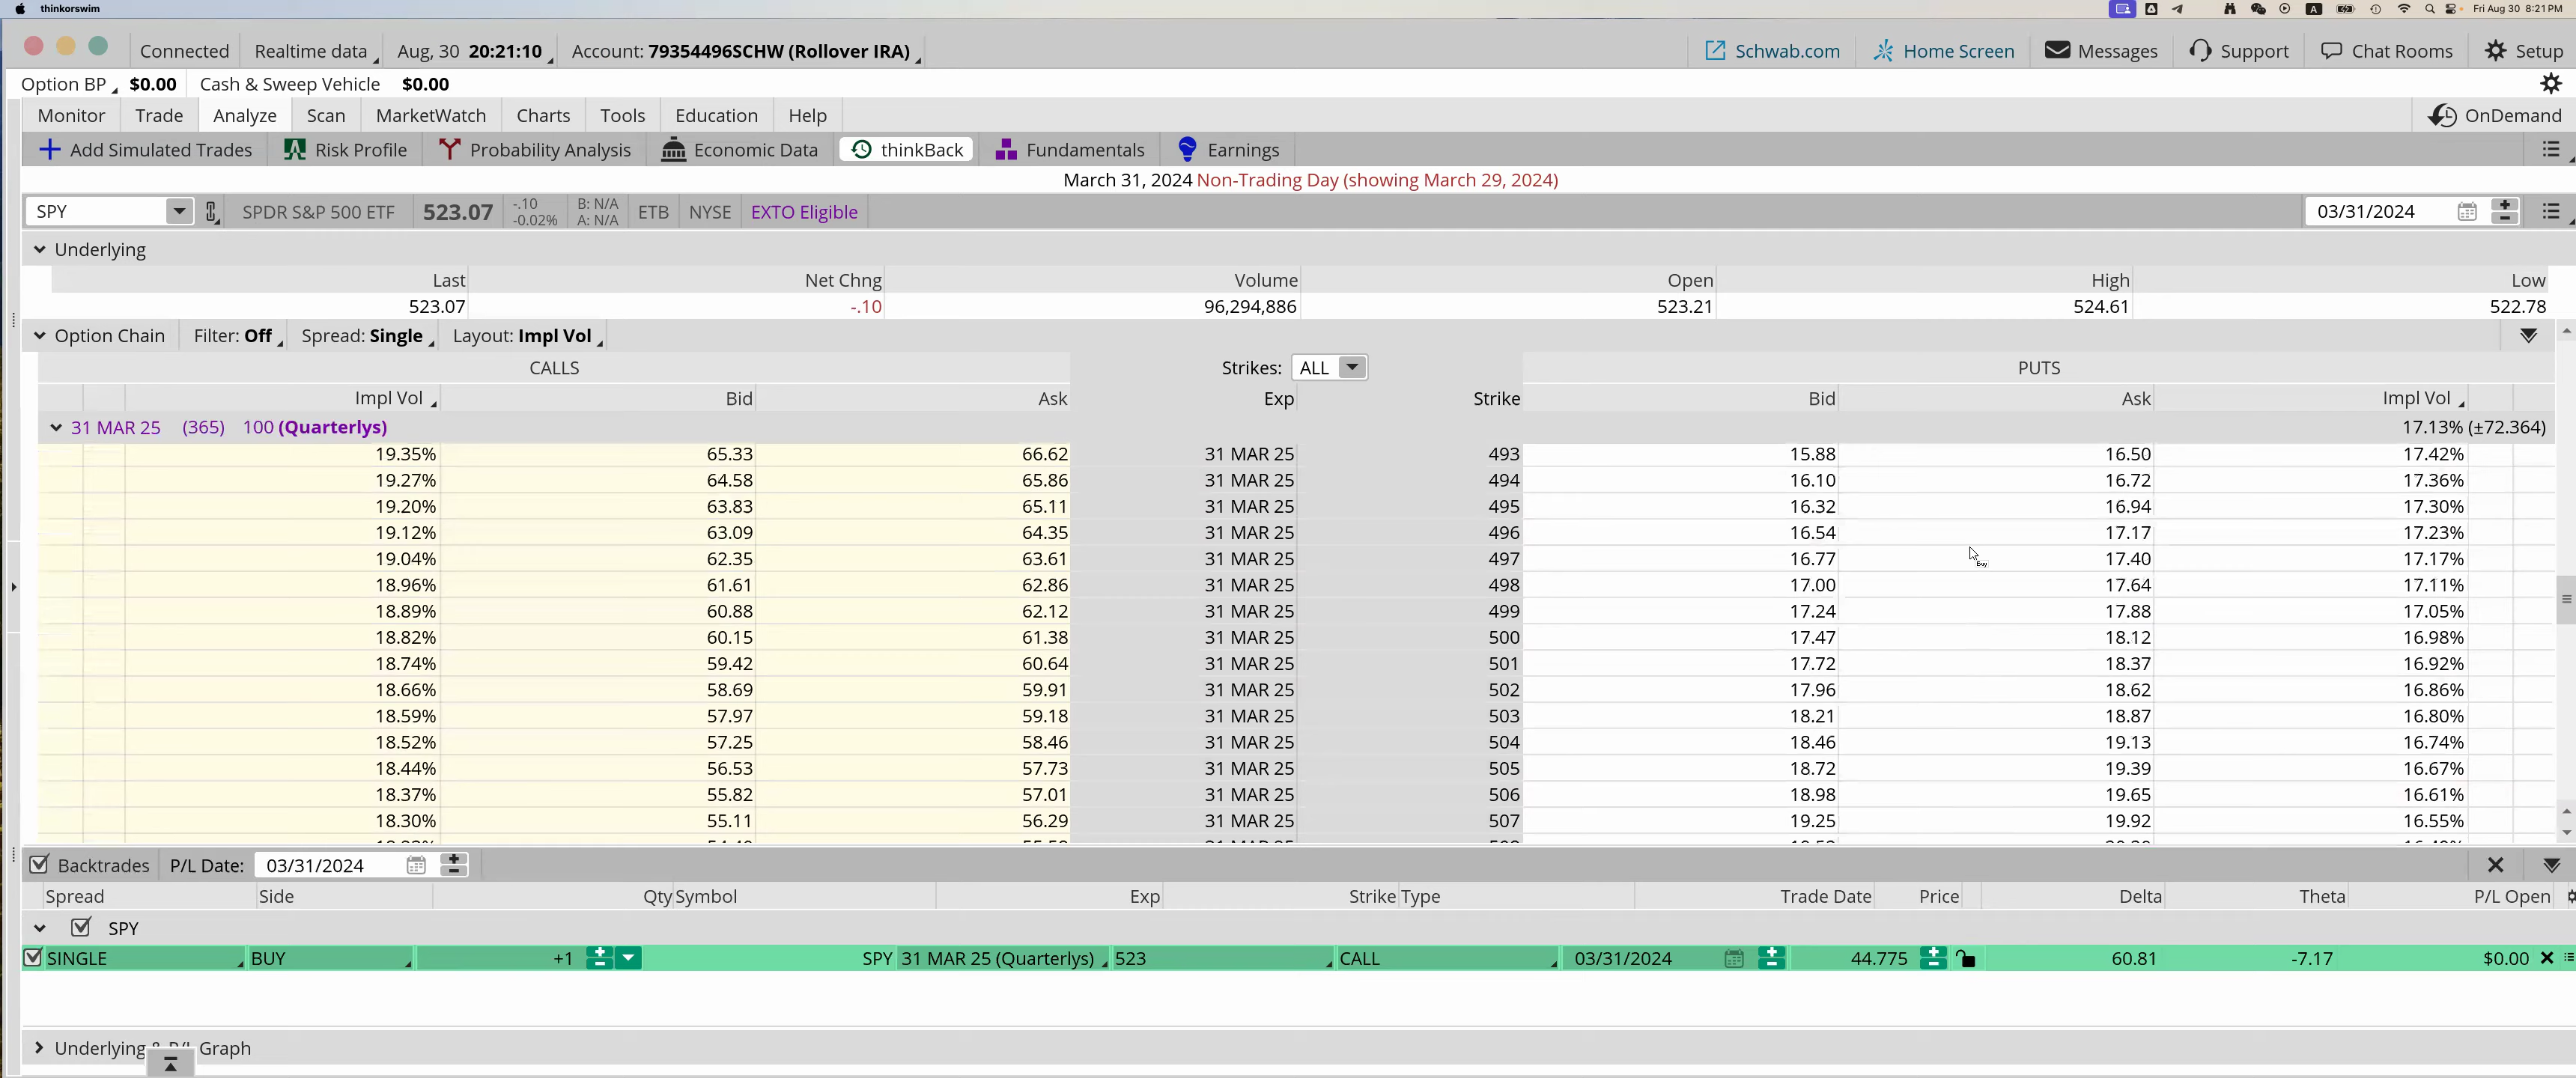 thinkorswim Fri Aug 30 8:21 PM
Connected Realtime data Aug, 30 20:21:10 Account: 79354496SCHW (Rollover IRA) Schwab.com Home Screen Messages Support Chat Rooms Setup
Option BP $0.00 Cash & Sweep Vehicle $0.00
Monitor Trade Analyze Scan MarketWatch Charts Tools Education Help OnDemand
Add Simulated Trades Risk Profile Probability Analysis Economic Data thinkBack Fundamentals Earnings
March 31, 2024 Non-Trading Day (showing March 29, 2024)
SPY SPDR S&P 500 ETF 523.07 -.10 -0.02% B: N/A A: N/A ETB NYSE EXTO Eligible 03/31/2024
Underlying
Last Net Chng Volume Open High Low
523.07 -.10 96,294,886 523.21 524.61 522.78
Option Chain Filter: Off Spread: Single Layout: Impl Vol
CALLS Strikes: ALL PUTS
Impl Vol Bid Ask Exp Strike Bid Ask Impl Vol
31 MAR 25 (365) 100 (Quarterlys) 17.13% (±72.364)
19.35% 65.33 66.62 31 MAR 25 493 15.88 16.50 17.42%
19.27% 64.58 65.86 31 MAR 25 494 16.10 16.72 17.36%
19.20% 63.83 65.11 31 MAR 25 495 16.32 16.94 17.30%
19.12% 63.09 64.35 31 MAR 25 496 16.54 17.17 17.23%
19.04% 62.35 63.61 31 MAR 25 497 16.77 17.40 17.17%
18.96% 61.61 62.86 31 MAR 25 498 17.00 17.64 17.11%
18.89% 60.88 62.12 31 MAR 25 499 17.24 17.88 17.05%
18.82% 60.15 61.38 31 MAR 25 500 17.47 18.12 16.98%
18.74% 59.42 60.64 31 MAR 25 501 17.72 18.37 16.92%
18.66% 58.69 59.91 31 MAR 25 502 17.96 18.62 16.86%
18.59% 57.97 59.18 31 MAR 25 503 18.21 18.87 16.80%
18.52% 57.25 58.46 31 MAR 25 504 18.46 19.13 16.74%
18.44% 56.53 57.73 31 MAR 25 505 18.72 19.39 16.67%
18.37% 55.82 57.01 31 MAR 25 506 18.98 19.65 16.61%
18.30% 55.11 56.29 31 MAR 25 507 19.25 19.92 16.55%
Backtrades P/L Date: 03/31/2024
Spread Side Qty Symbol Exp Strike Type Trade Date Price Delta Theta P/L Open
SPY
SINGLE BUY +1 SPY 31 MAR 25 (Quarterlys) 523 CALL 03/31/2024 44.775 60.81 -7.17 $0.00
Underlying & P/L Graph